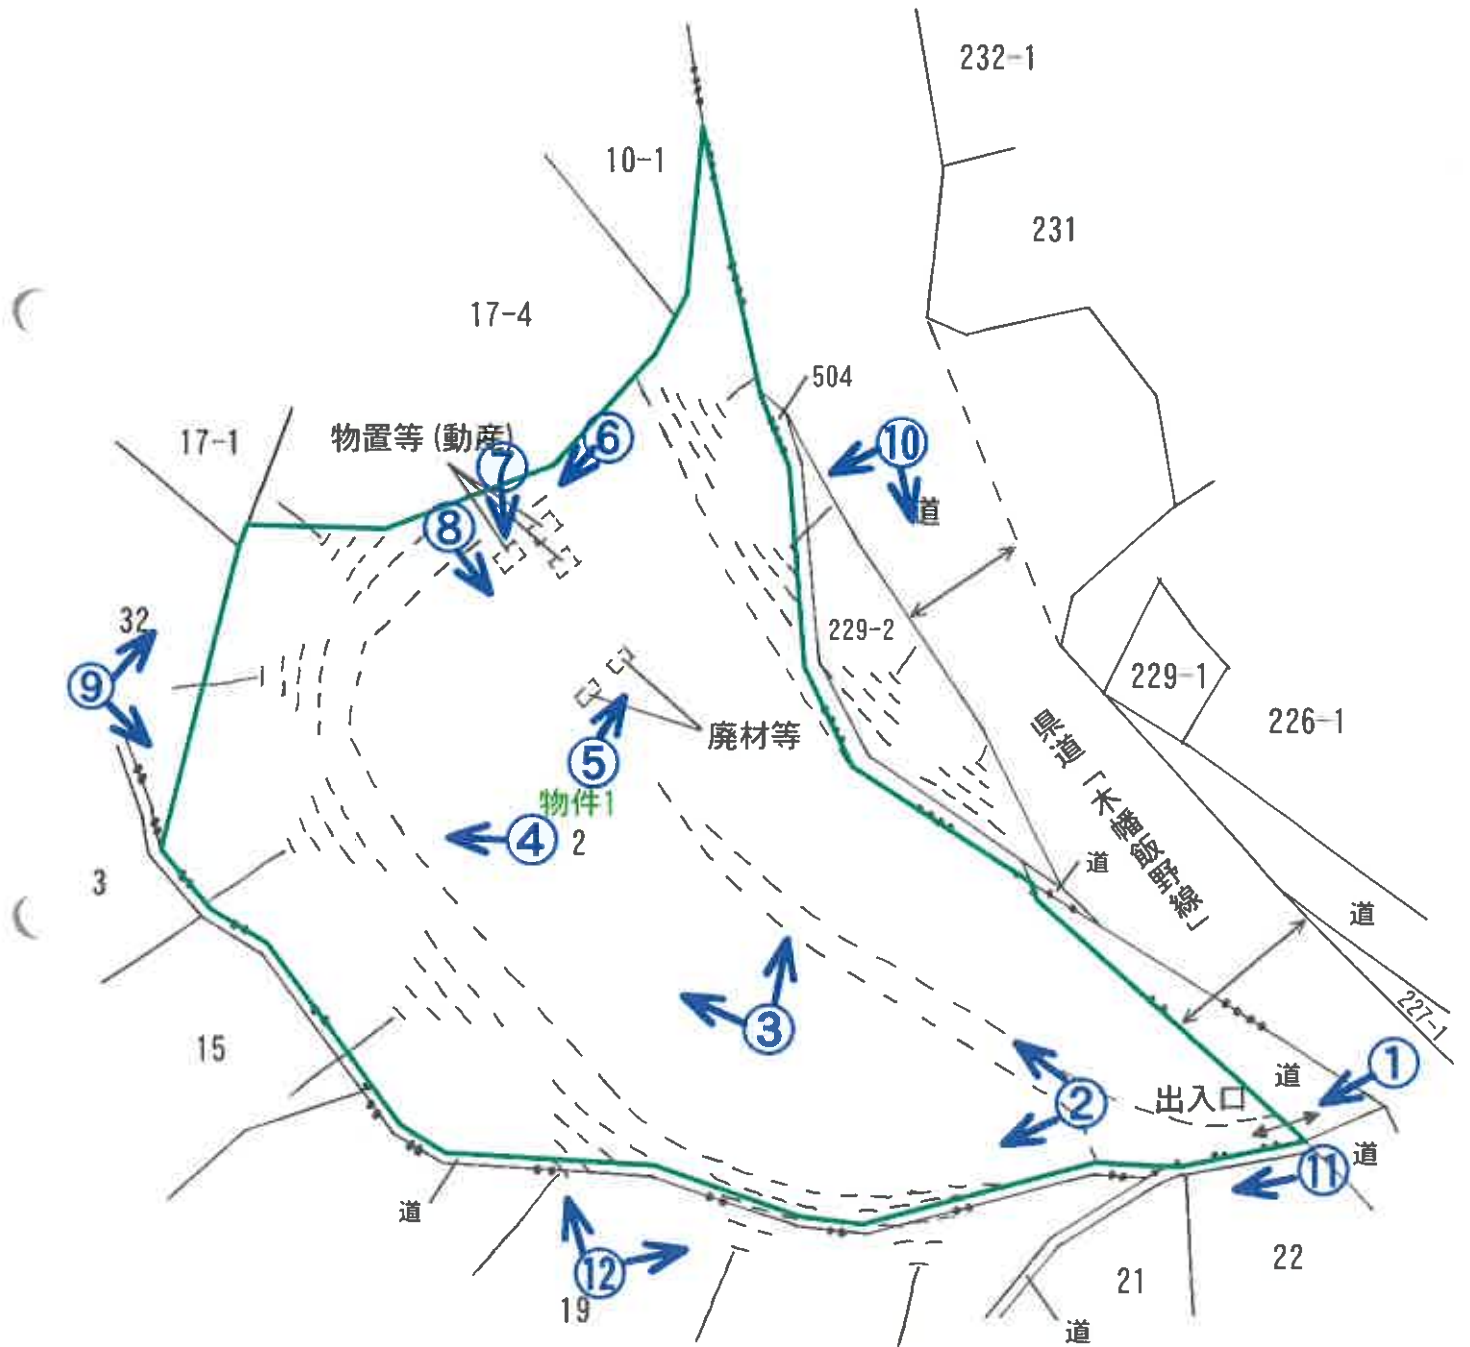 232-1
10-1
231
17-4
504
17-1
物置等(動産)
⑥
⑩
⑦
⑧
道
32
229-2
⑨
229-1
226-1
廃材等
県道「木幡飯野線」
⑤
物件1
④
2
道
3
道
③
227-1
15
①
道
②
出入口
道
⑪
道
⑫
22
21
19
道